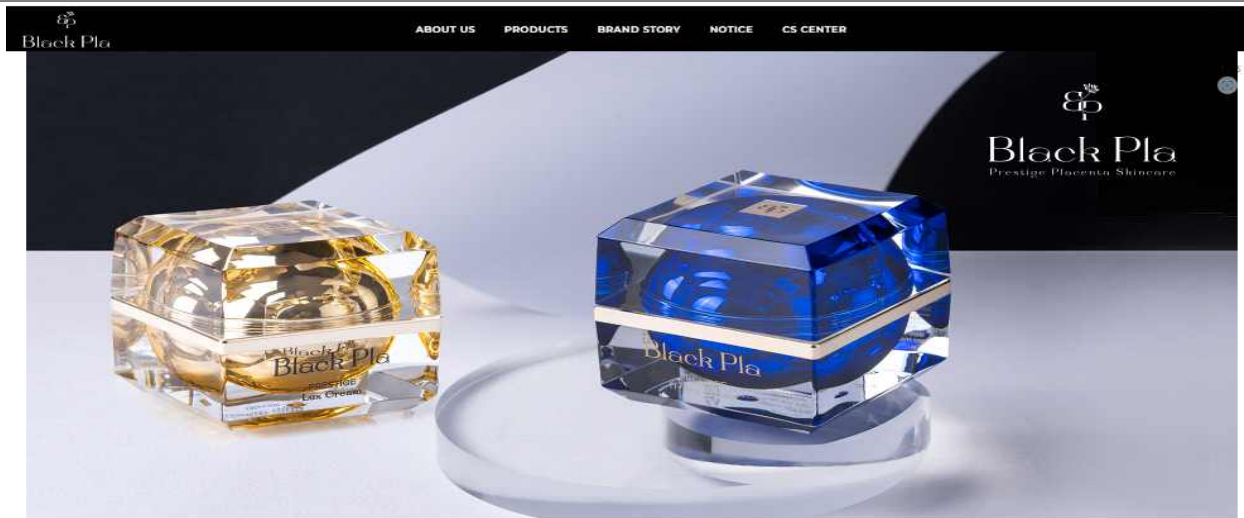 Black Pla
ABOUT US PRODUCTS BRAND STORY NOTICE CS CENTER
Black Pla
Prestige Placenta Skincare
Black Pla
PRESTIGE
Lux Cream
Black Pla